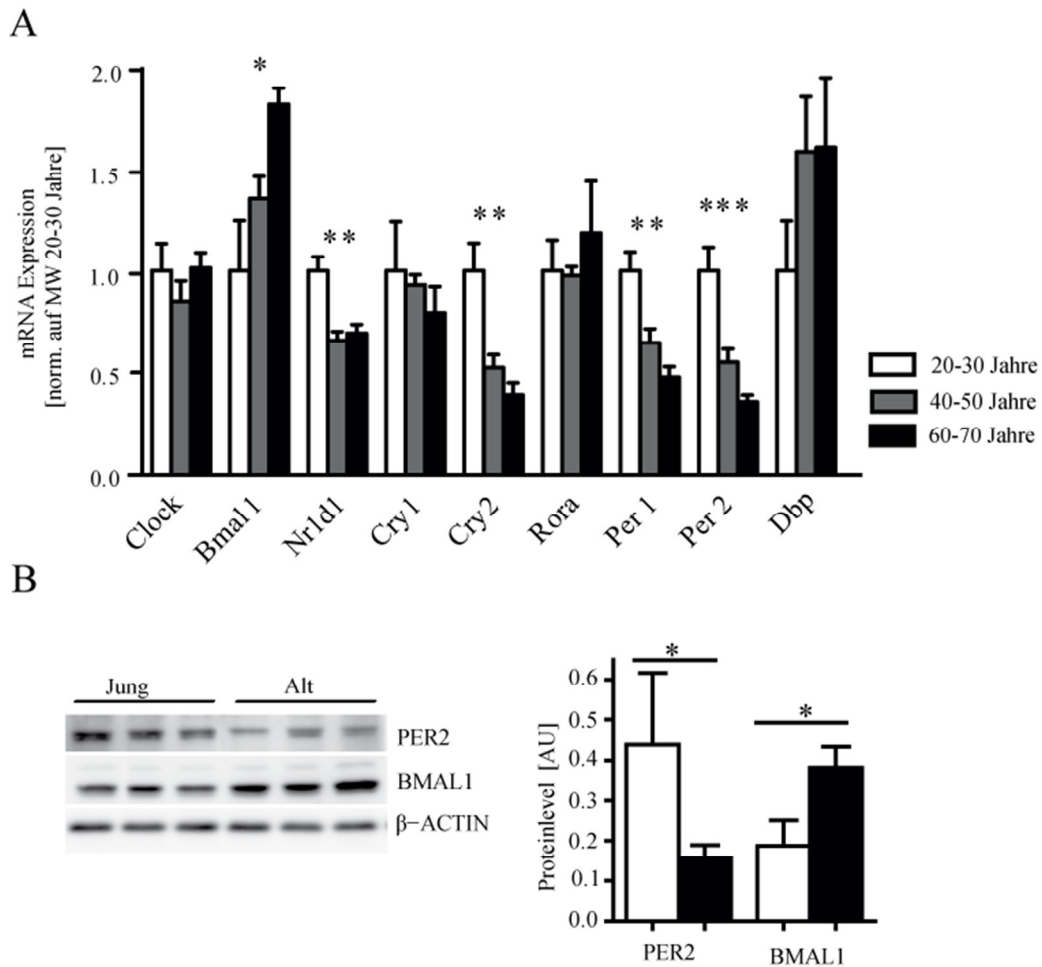 A
mRNA Expression
[norm. auf MW 20-30 Jahre]
2.0
1.5
1.0
0.5
0.0
*
**
**
**
***
Clock
Bmal1
Nr1d1
Cry1
Cry2
Rora
Per 1
Per 2
Dbp
20-30 Jahre
40-50 Jahre
60-70 Jahre
B
Jung Alt
PER2
BMAL1
β-ACTIN
Proteinlevel [AU]
0.6
0.5
0.4
0.3
0.2
0.1
0.0
*
*
PER2 BMAL1